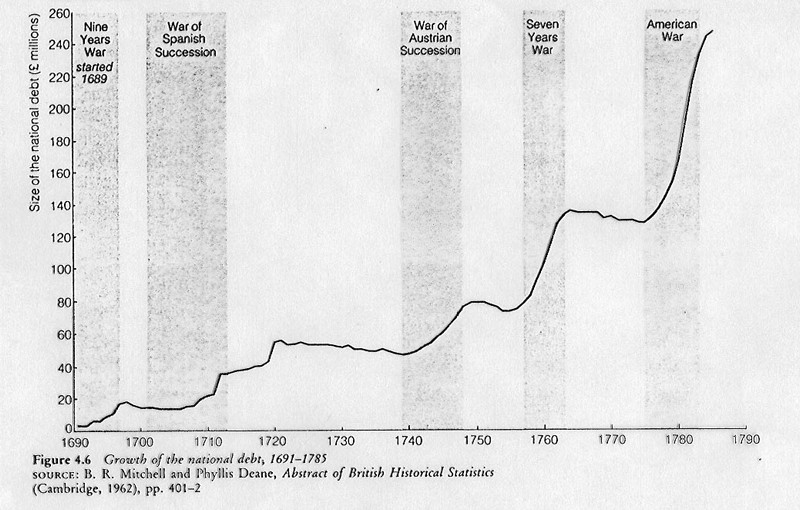 Size of the national debt (£ millions)
260
240
220
200
180
160
140
120
100
80
60
40
20
0
Nine
Years
War
started
1689
War of
Spanish
Succession
War of
Austrian
Succession
Seven
Years
War
American
War
1690 1700 1710 1720 1730 1740 1750 1760 1770 1780 1790
Figure 4.6 Growth of the national debt, 1691–1785
SOURCE: B. R. Mitchell and Phyllis Deane, Abstract of British Historical Statistics
(Cambridge, 1962), pp. 401–2